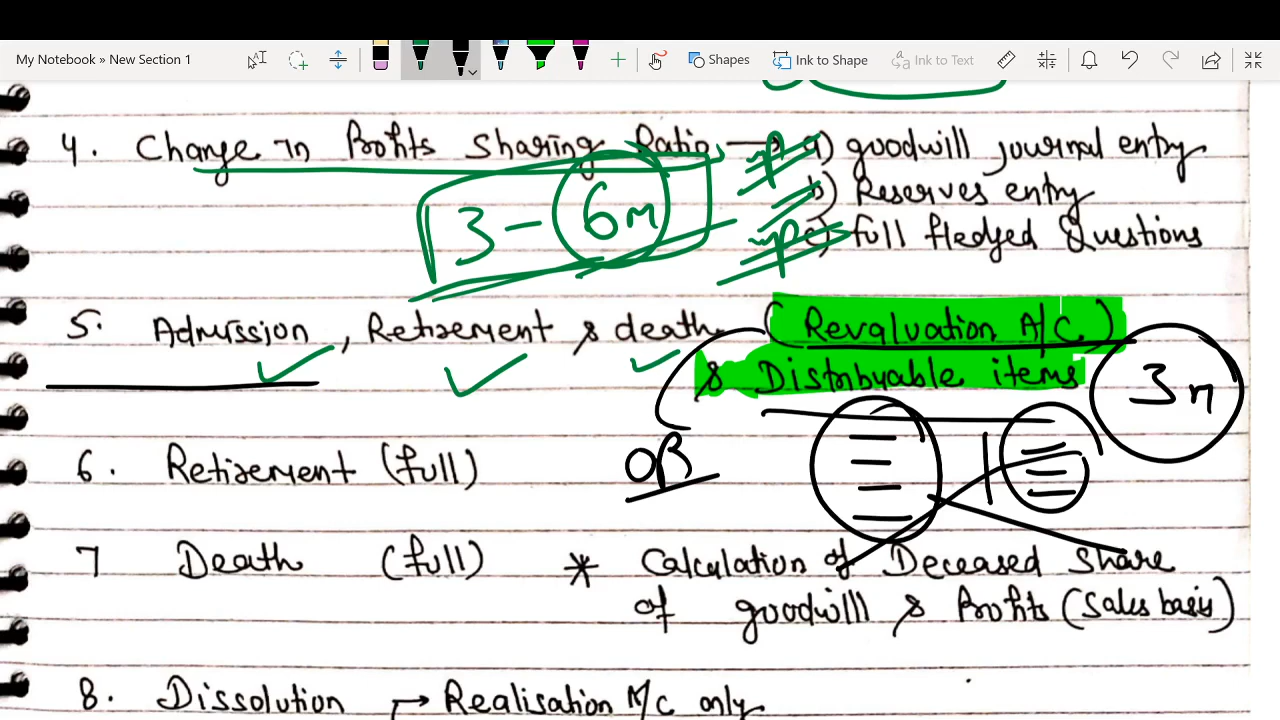 My Notebook » New Section 1
Shapes
Ink to Shape
Ink to Text
4. Change in Profits Sharing Ratio → a) goodwill journal entry
b) Reserves entry
3 - 6m
c) full fledged Questions
5. Admission, Retirement & death (Revaluation A/C)
& Distribuyable items
3m
6. Retirement (full)
OR
7 Death (full) * Calculation of Deceased Share
of goodwill & Profits (Sales basis)
8. Dissolution → Realisation A/c only